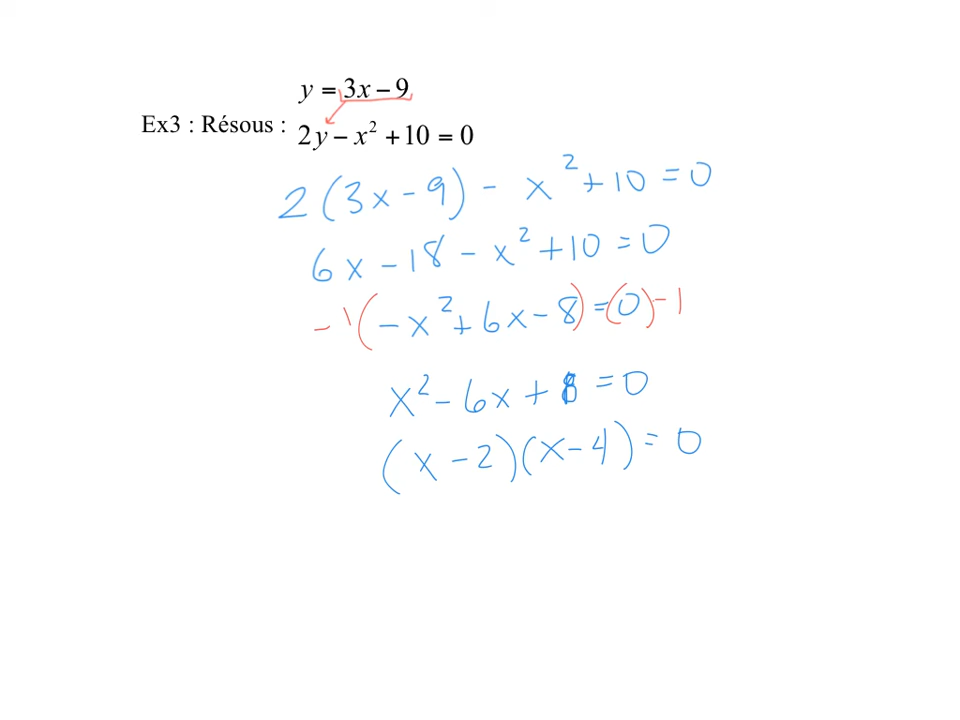 y = 3x − 9
Ex3 : Résous :
2y − x² + 10 = 0
2(3x − 9) − x² + 10 = 0
6x − 18 − x² + 10 = 0
−1(−x² + 6x − 8) = (0) −1
x² − 6x + 8 = 0
(x − 2)(x − 4) = 0